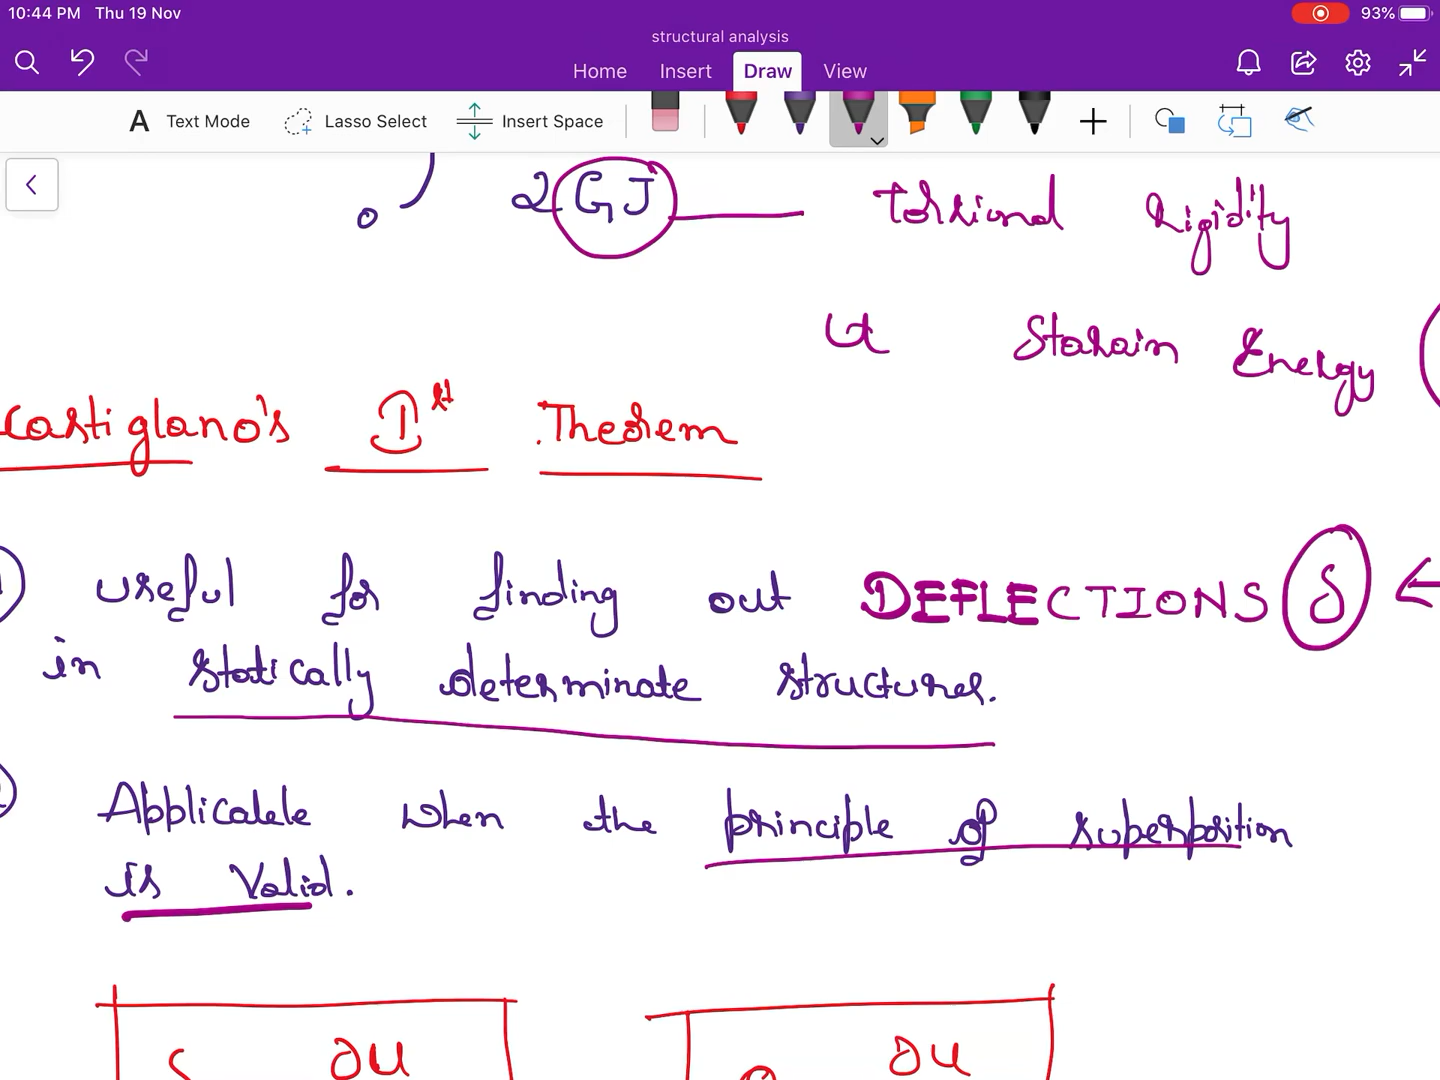 10:44 PM Thu 19 Nov 93%
structural analysis
Home Insert Draw View
A Text Mode Lasso Select Insert Space
2GJ Torsional Rigidity
U Strain Energy
Castiglano's Ist Theorem
useful for finding out DEFLECTIONS δ ←
in statically determinate structures.
2 Applicable when the principle of superposition
is Valid.
∂U ∂U